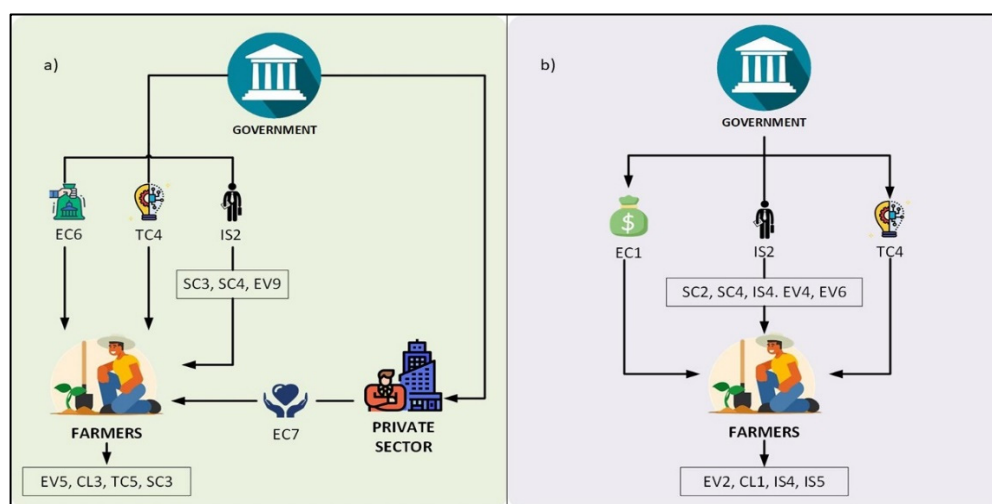 a)
GOVERNMENT
EC6 TC4 IS2
SC3, SC4, EV9
FARMERS
EC7
PRIVATE
SECTOR
EV5, CL3, TC5, SC3
b)
GOVERNMENT
EC1 IS2 TC4
SC2, SC4, IS4. EV4, EV6
FARMERS
EV2, CL1, IS4, IS5